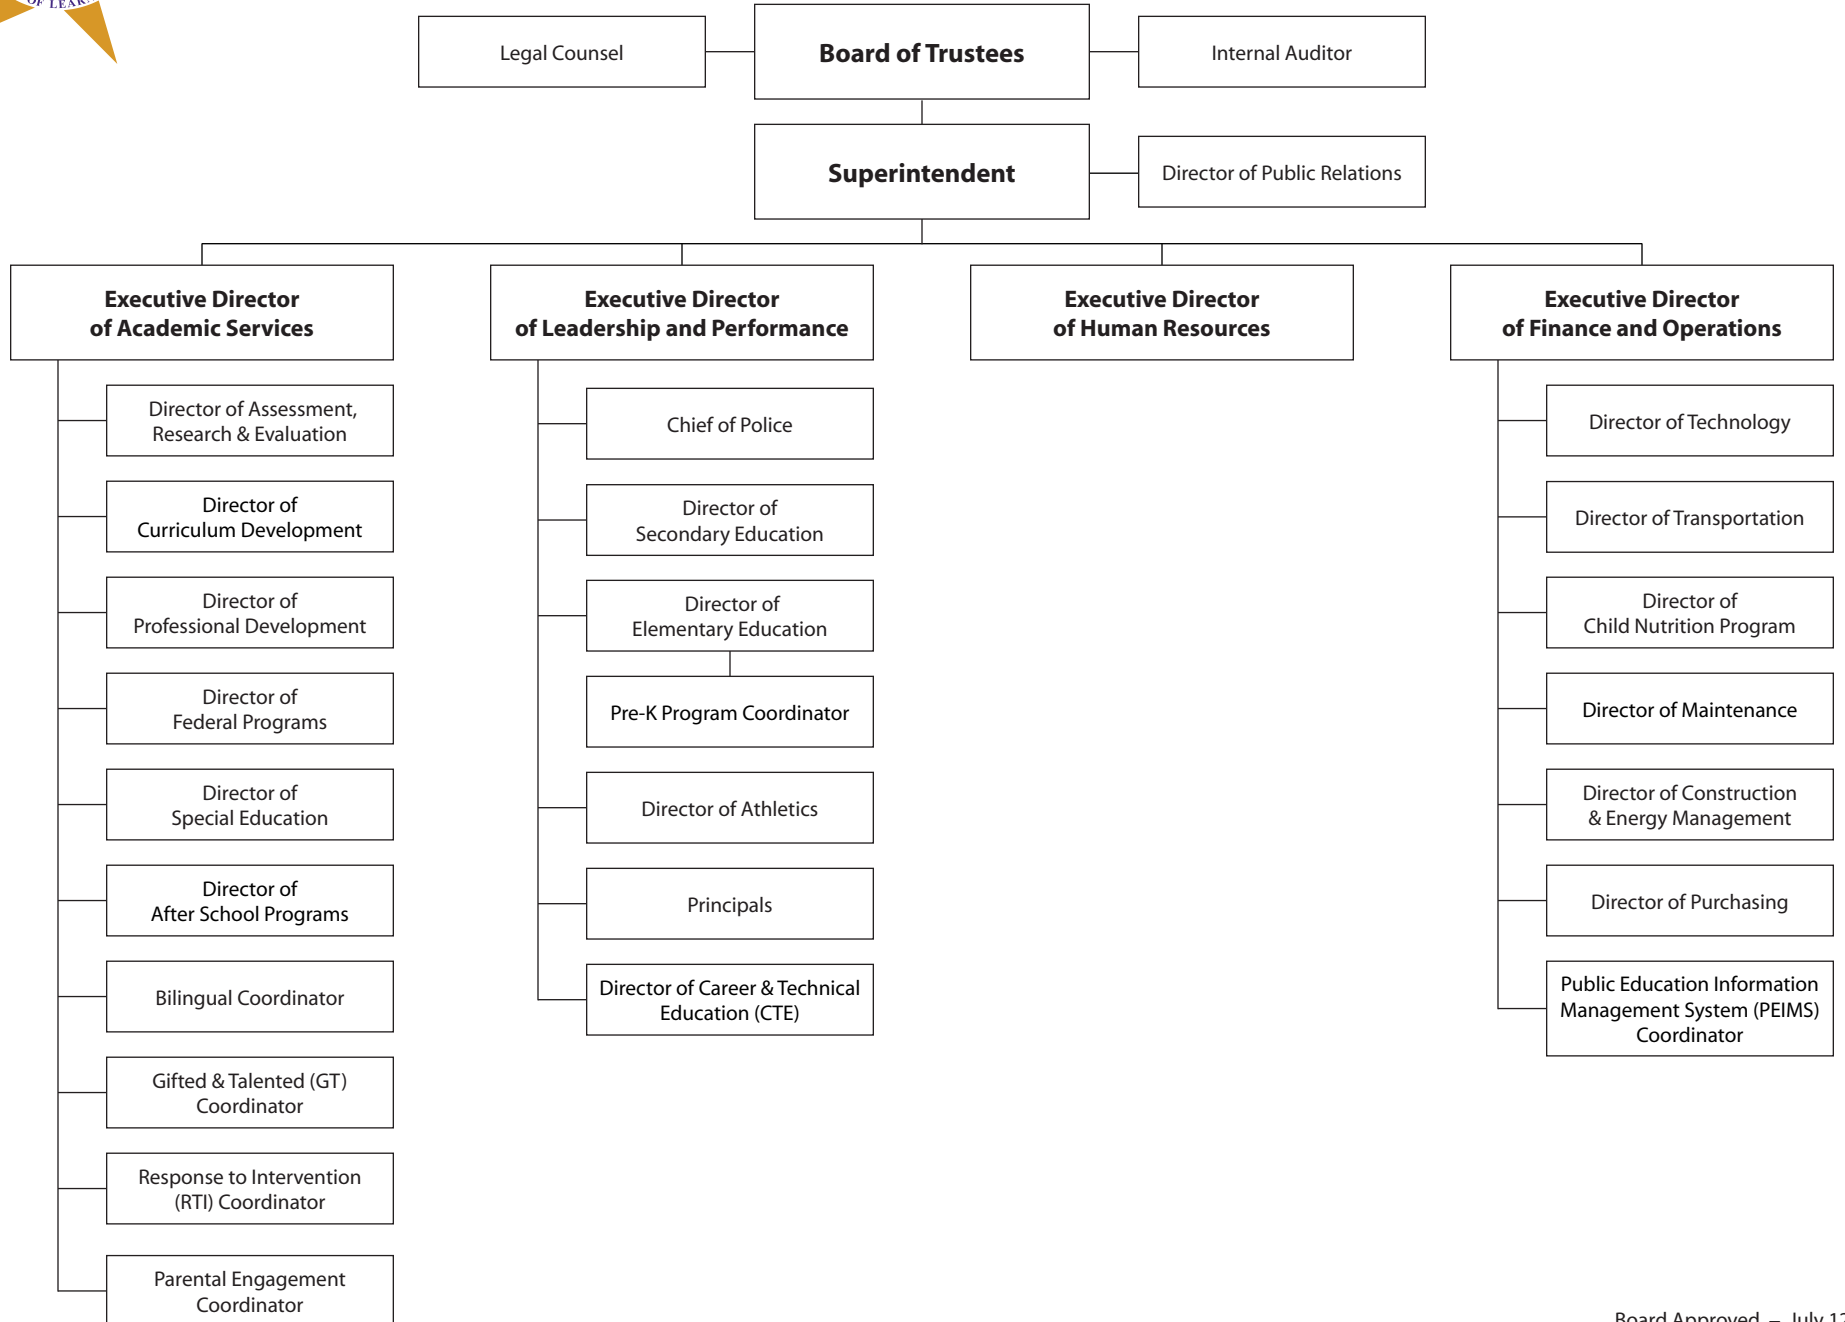 OF LEARN
Legal Counsel
Board of Trustees
Internal Auditor
Superintendent
Director of Public Relations
Executive Director
of Academic Services
Director of Assessment,
Research & Evaluation
Director of
Curriculum Development
Director of
Professional Development
Director of
Federal Programs
Director of
Special Education
Director of
After School Programs
Bilingual Coordinator
Gifted & Talented (GT)
Coordinator
Response to Intervention
(RTI) Coordinator
Parental Engagement
Coordinator
Executive Director
of Leadership and Performance
Chief of Police
Director of
Secondary Education
Director of
Elementary Education
Pre-K Program Coordinator
Director of Athletics
Principals
Director of Career & Technical
Education (CTE)
Executive Director
of Human Resources
Executive Director
of Finance and Operations
Director of Technology
Director of Transportation
Director of
Child Nutrition Program
Director of Maintenance
Director of Construction
& Energy Management
Director of Purchasing
Public Education Information
Management System (PEIMS)
Coordinator
Board Approved – July